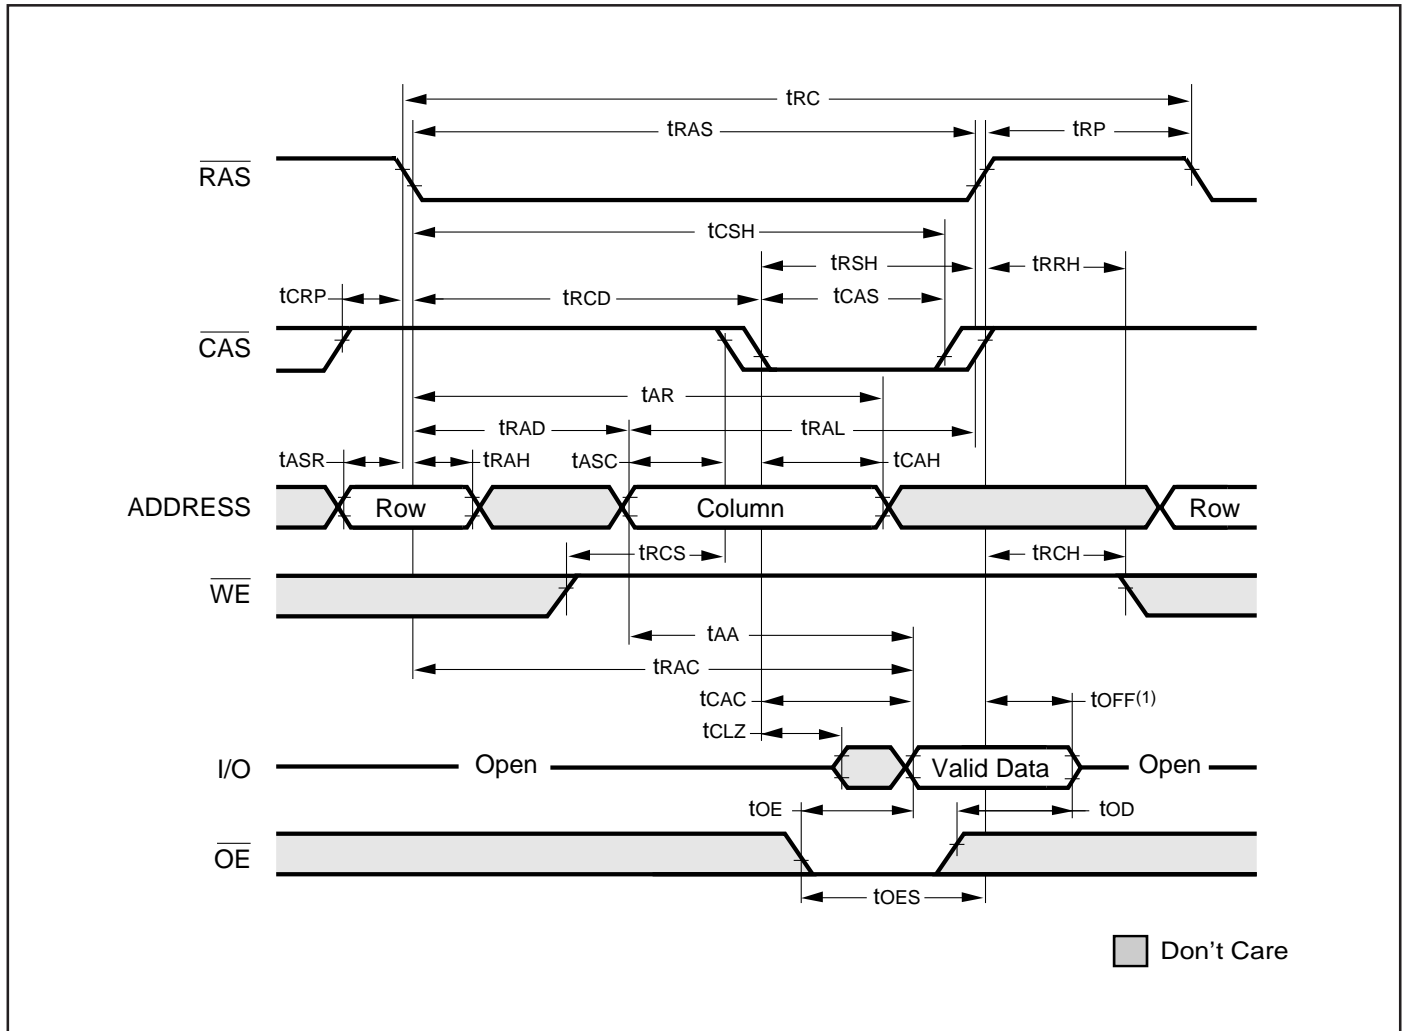 tRC
tRAS
tRP
RAS
tCSH
tRSH
tRRH
tCRP
tRCD
tCAS
CAS
tAR
tRAD
tRAL
tASR
tRAH
tASC
tCAH
ADDRESS
Row
Column
Row
tRCS
tRCH
WE
tAA
tRAC
tCAC
tOFF(1)
tCLZ
I/O
Open
Valid Data
Open
tOE
tOD
OE
tOES
Don't Care